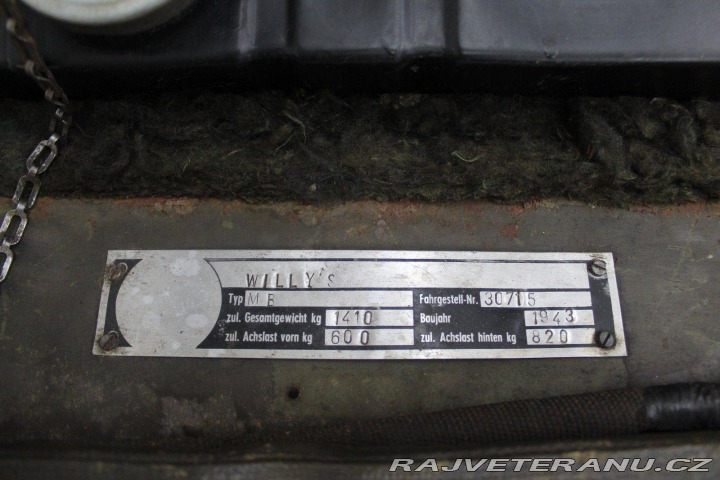 WILLY'S
Typ MB Fahrgestell-Nr. 30715
zul. Gesamtgewicht kg 1410 Baujahr 1943
zul. Achslast vorn kg 600 zul. Achslast hinten kg 820
RAJVETERANU.CZ